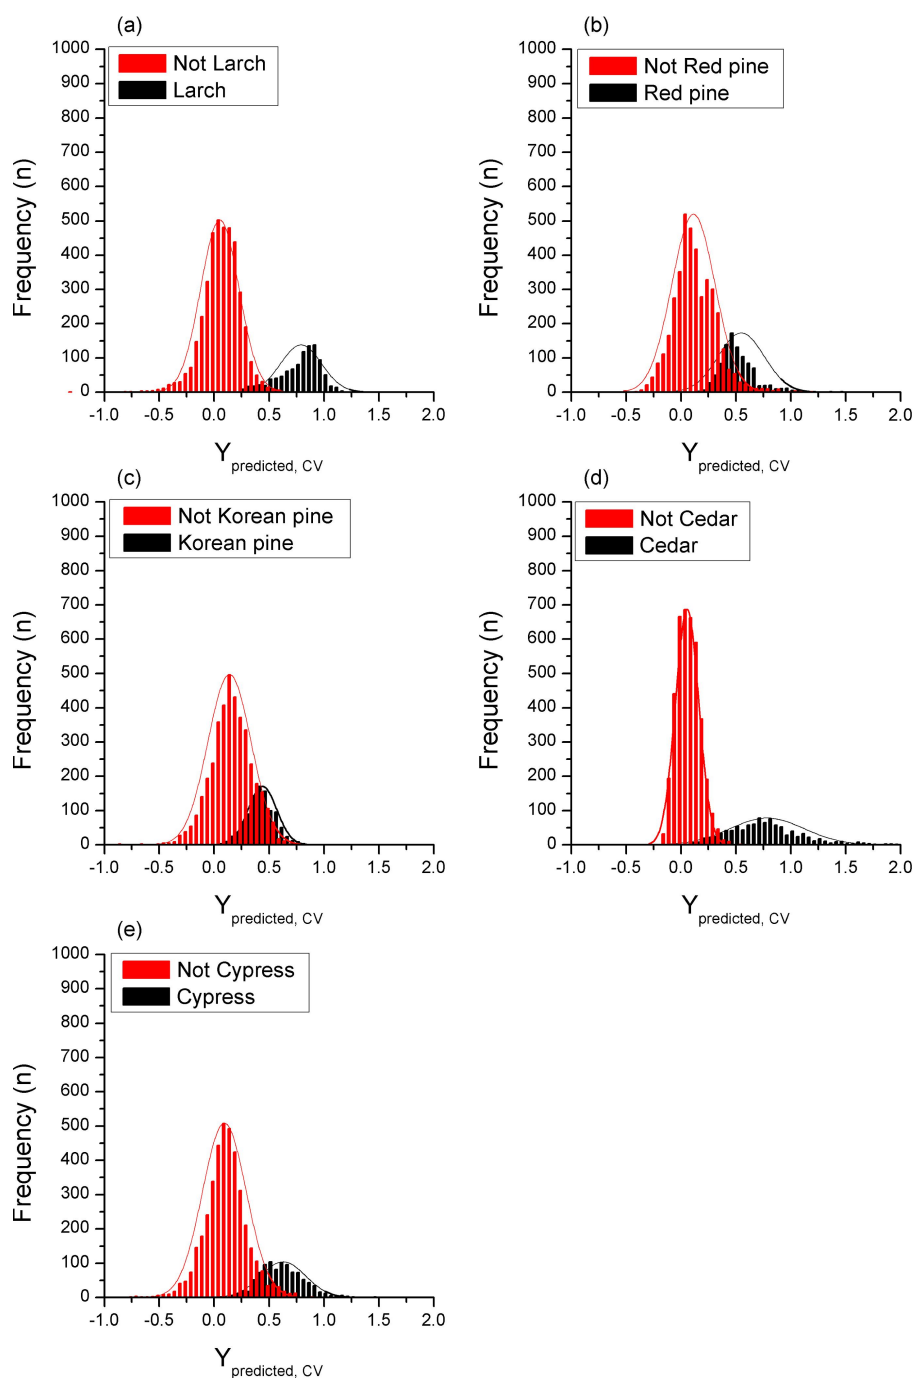 (a)
1000
900
800
700
600
500
400
300
200
100
0
Frequency (n)
Not Larch
Larch
-1.0 -0.5 0.0 0.5 1.0 1.5 2.0
Y predicted, CV
(b)
1000
900
800
700
600
500
400
300
200
100
0
Frequency (n)
Not Red pine
Red pine
-1.0 -0.5 0.0 0.5 1.0 1.5 2.0
Y predicted, CV
(c)
1000
900
800
700
600
500
400
300
200
100
0
Frequency (n)
Not Korean pine
Korean pine
-1.0 -0.5 0.0 0.5 1.0 1.5 2.0
Y predicted, CV
(d)
1000
900
800
700
600
500
400
300
200
100
0
Frequency (n)
Not Cedar
Cedar
-1.0 -0.5 0.0 0.5 1.0 1.5 2.0
Y predicted, CV
(e)
1000
900
800
700
600
500
400
300
200
100
0
Frequency (n)
Not Cypress
Cypress
-1.0 -0.5 0.0 0.5 1.0 1.5 2.0
Y predicted, CV